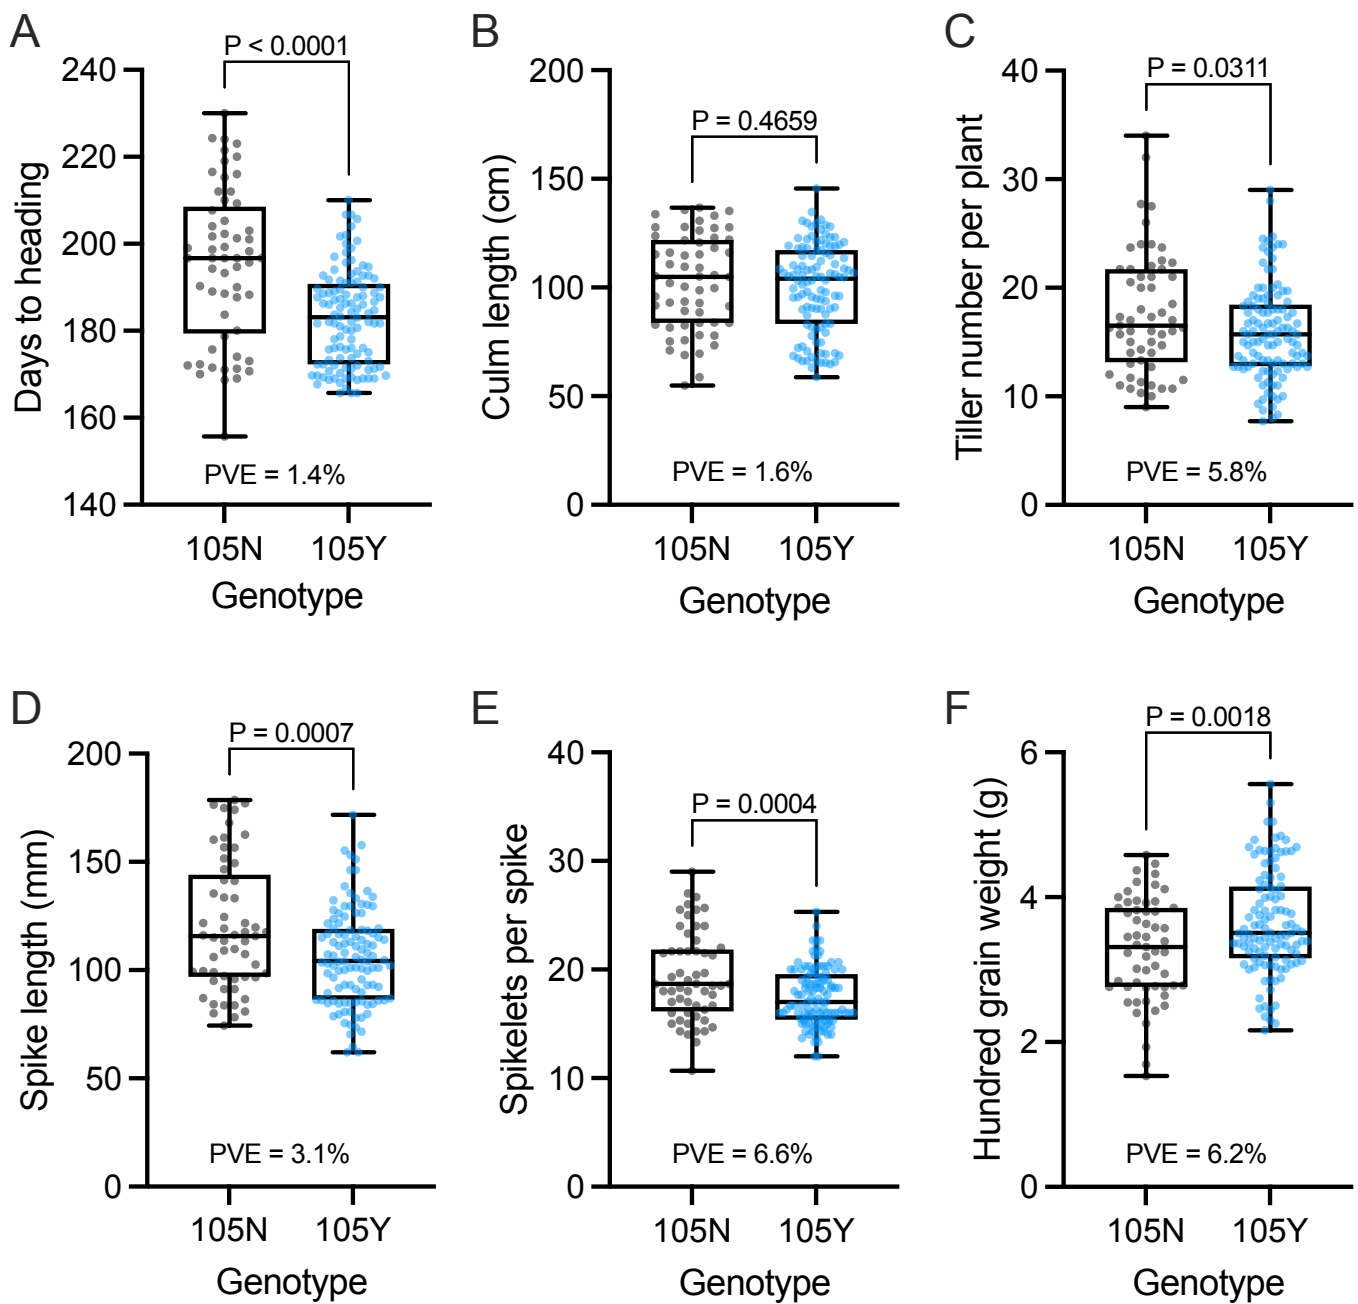 A
P < 0.0001
240
220
200
180
160
140
Days to heading
PVE = 1.4%
105N 105Y
Genotype
B
P = 0.4659
200
150
100
50
0
Culm length (cm)
PVE = 1.6%
105N 105Y
Genotype
C
P = 0.0311
40
30
20
10
0
Tiller number per plant
PVE = 5.8%
105N 105Y
Genotype
D
P = 0.0007
200
150
100
50
0
Spike length (mm)
PVE = 3.1%
105N 105Y
Genotype
E
P = 0.0004
40
30
20
10
0
Spikelets per spike
PVE = 6.6%
105N 105Y
Genotype
F
P = 0.0018
6
4
2
0
Hundred grain weight (g)
PVE = 6.2%
105N 105Y
Genotype